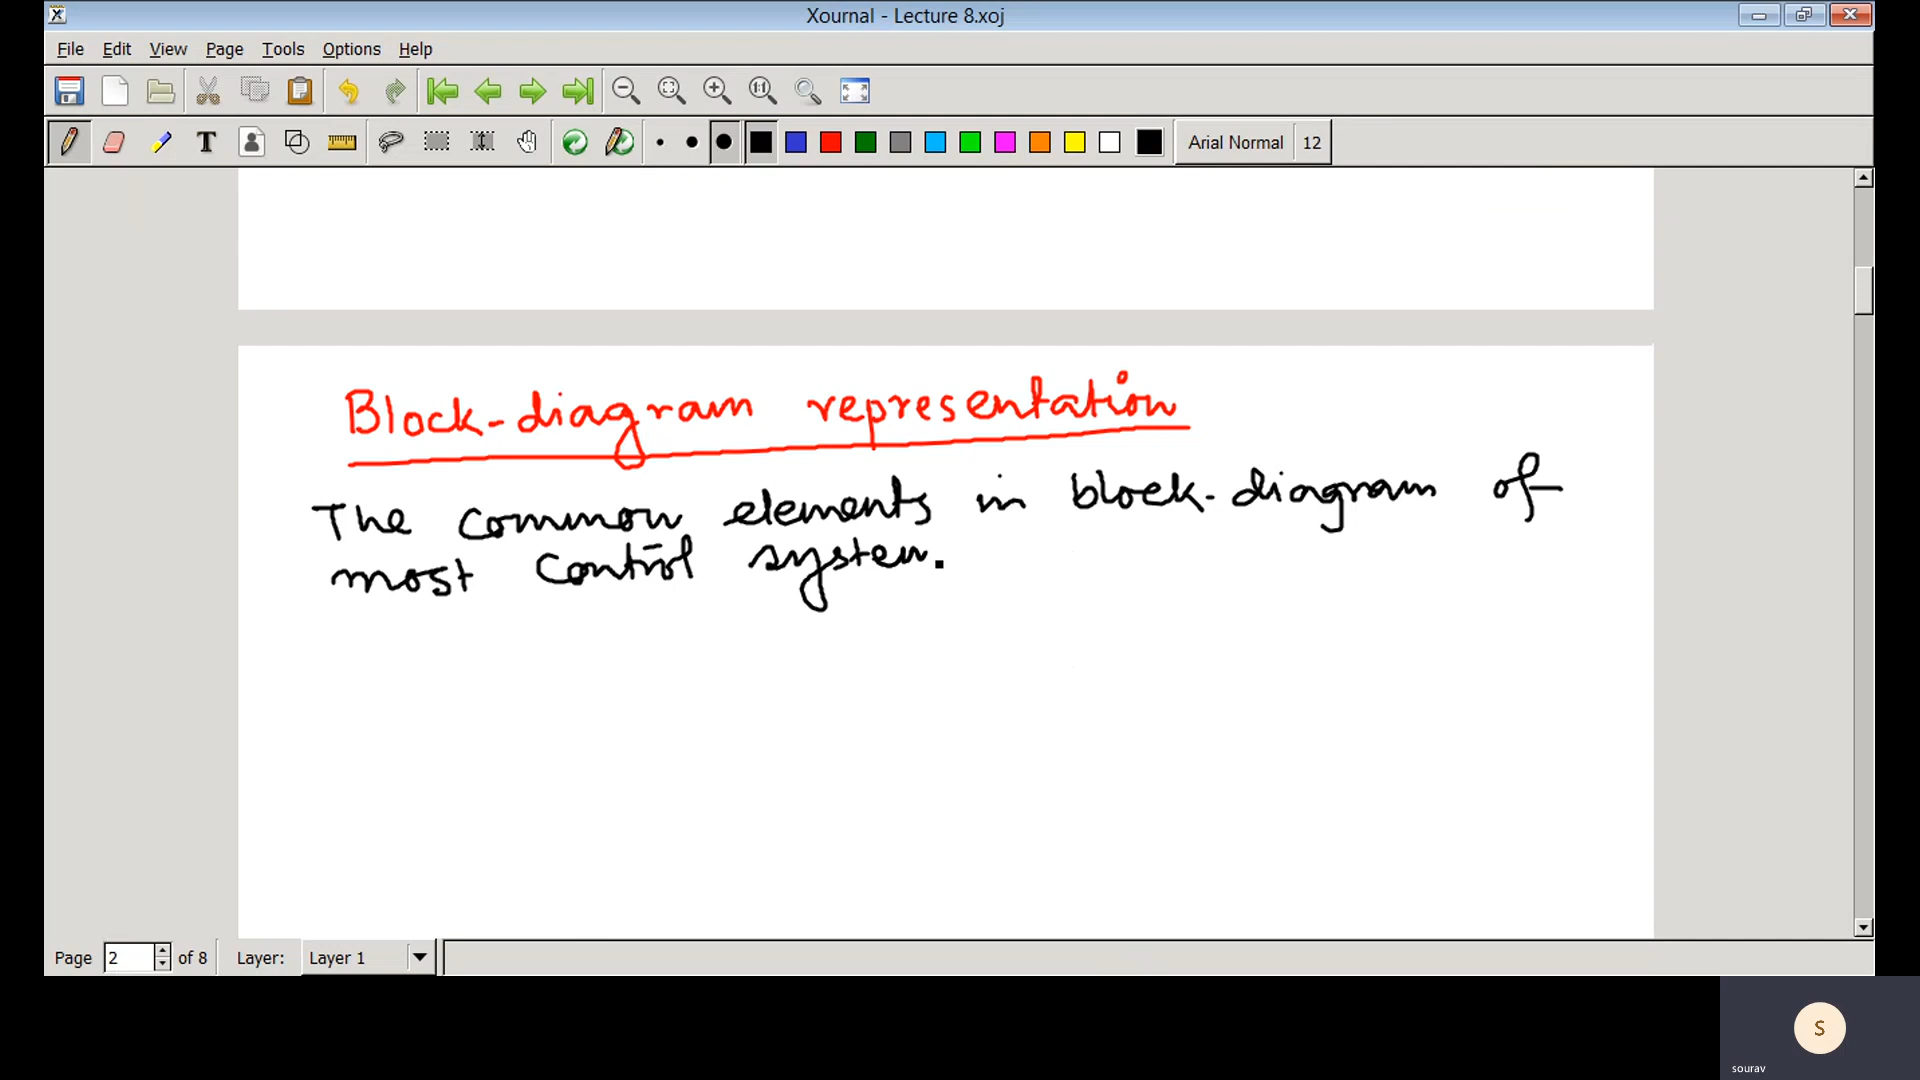 Xournal - Lecture 8.xoj
File Edit View Page Tools Options Help
Arial Normal 12
Block-diagram representation
The common elements in block-diagram of
most control system.
Page 2 of 8 Layer: Layer 1
S
sourav